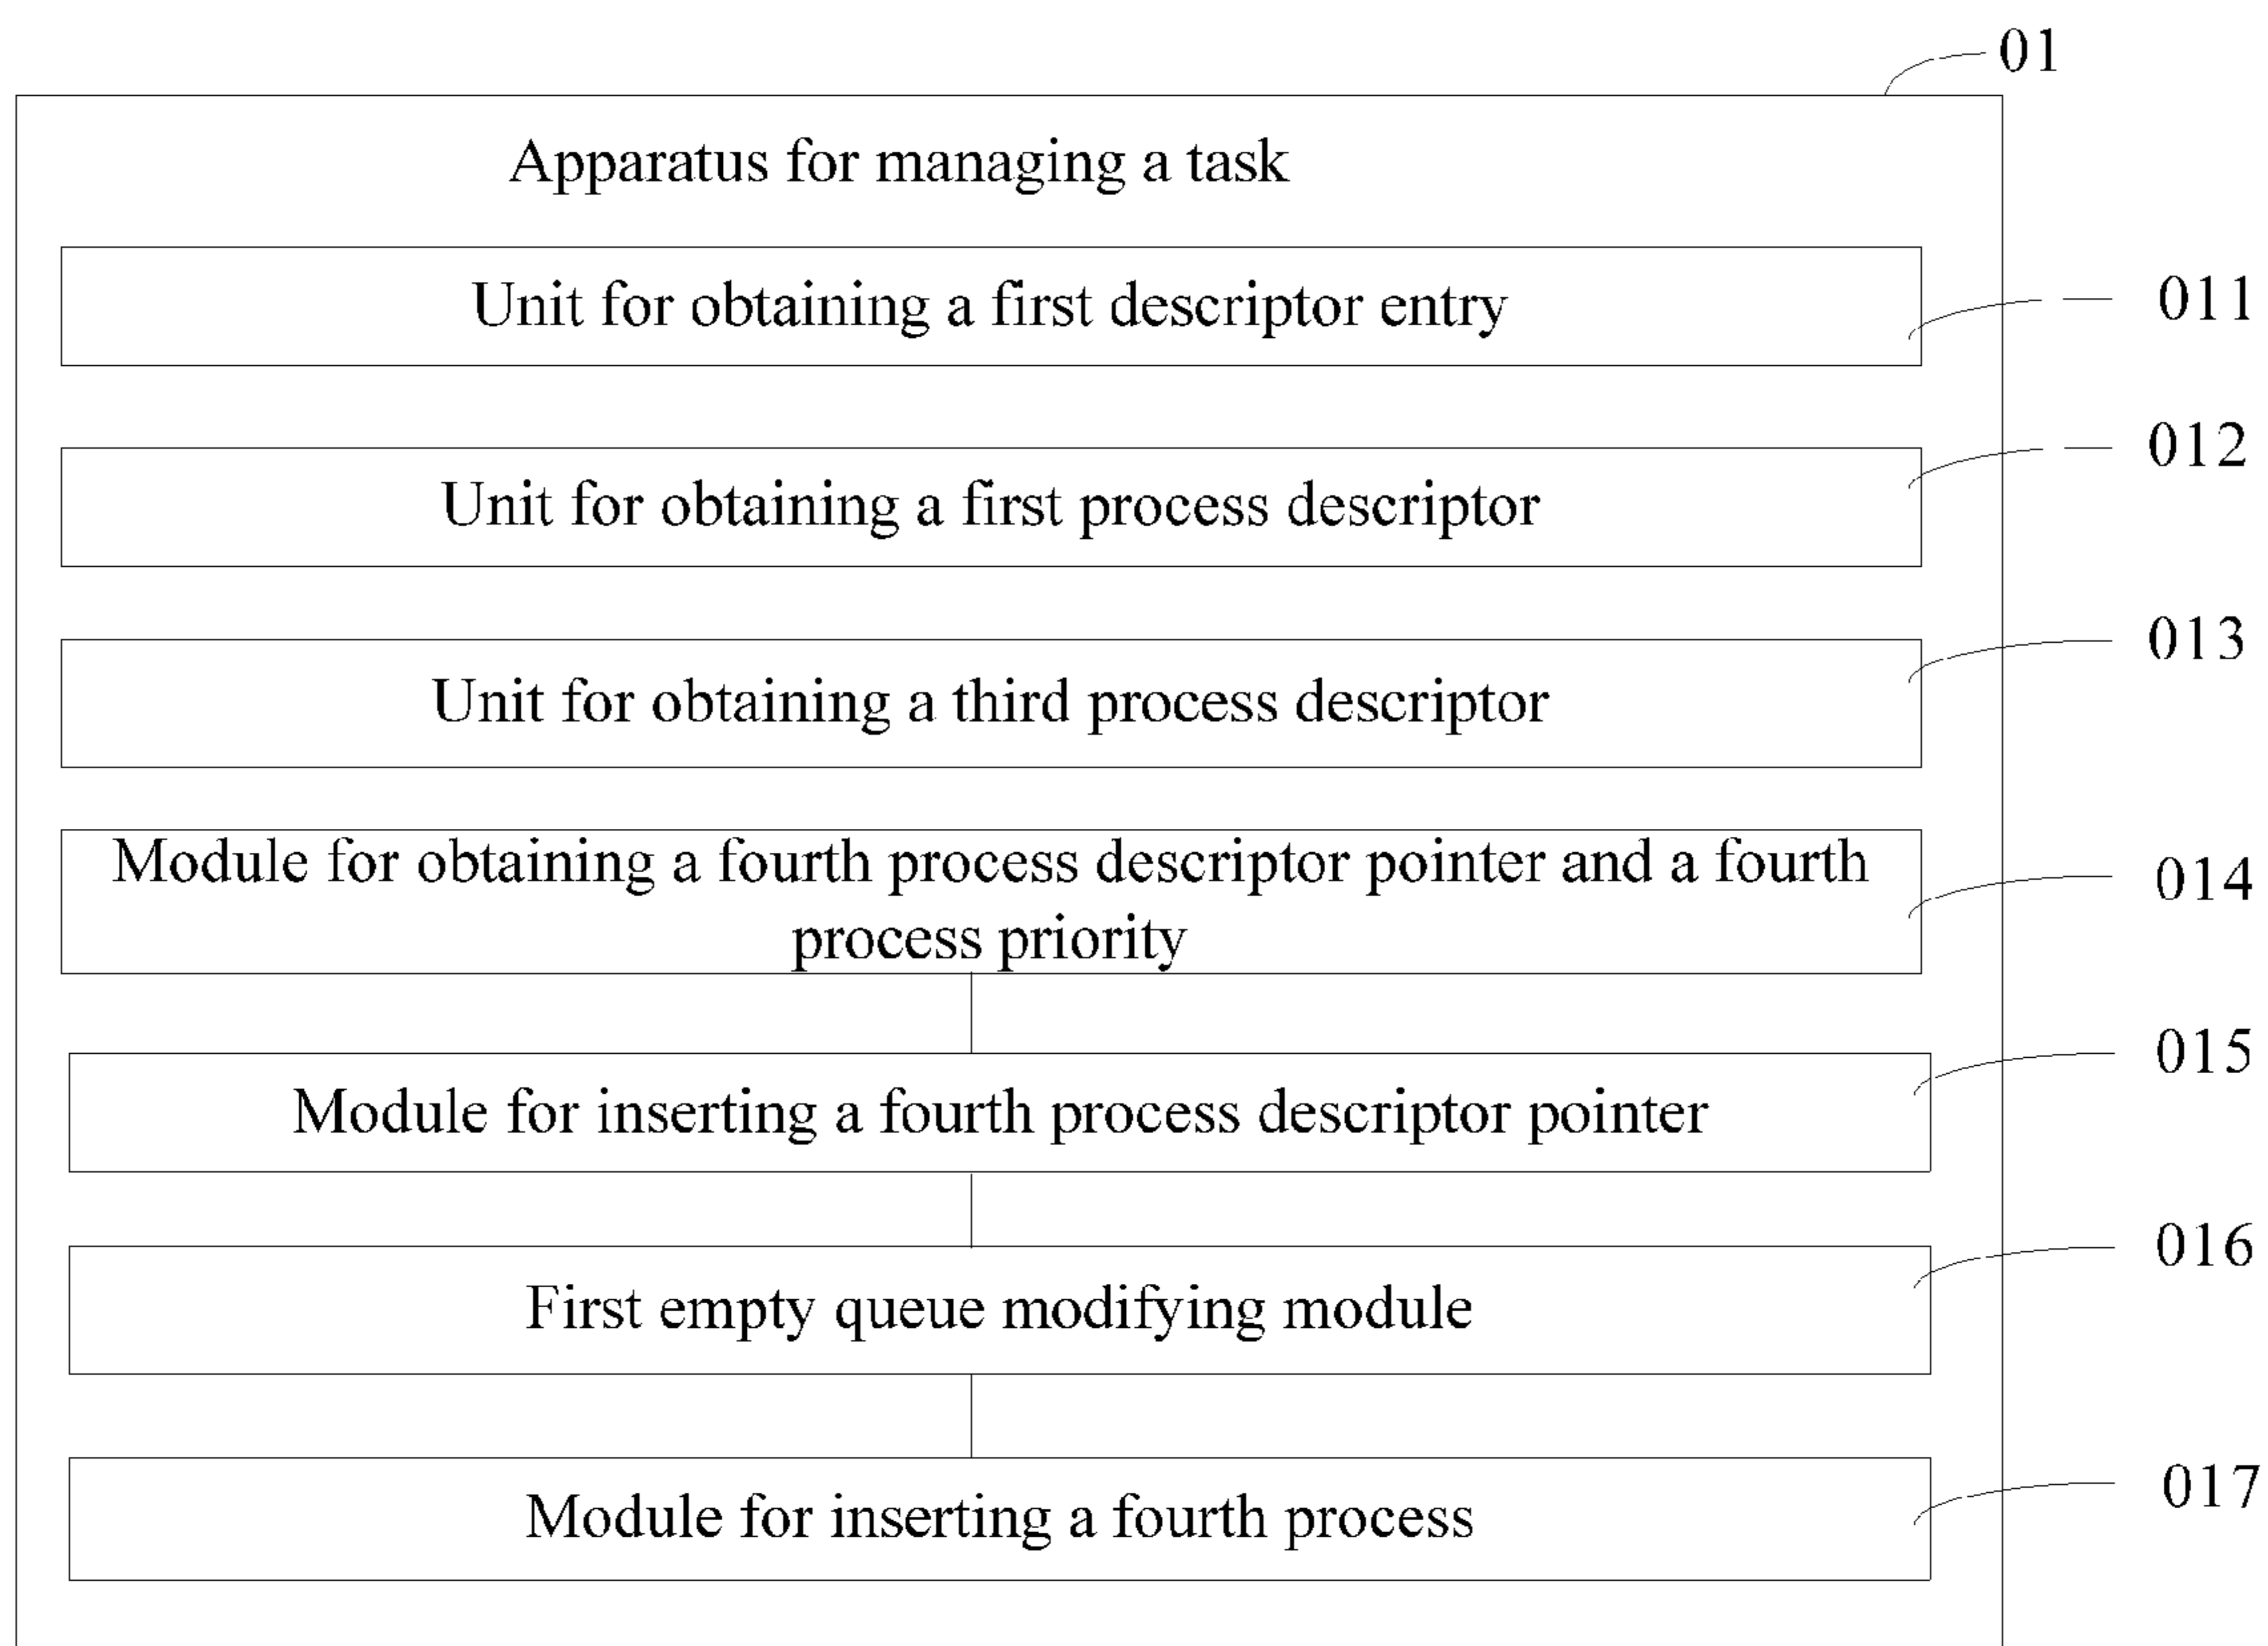 01
Apparatus for managing a task
Unit for obtaining a first descriptor entry
011
Unit for obtaining a first process descriptor
012
Unit for obtaining a third process descriptor
013
Module for obtaining a fourth process descriptor pointer and a fourth
process priority
014
Module for inserting a fourth process descriptor pointer
015
First empty queue modifying module
016
Module for inserting a fourth process
017